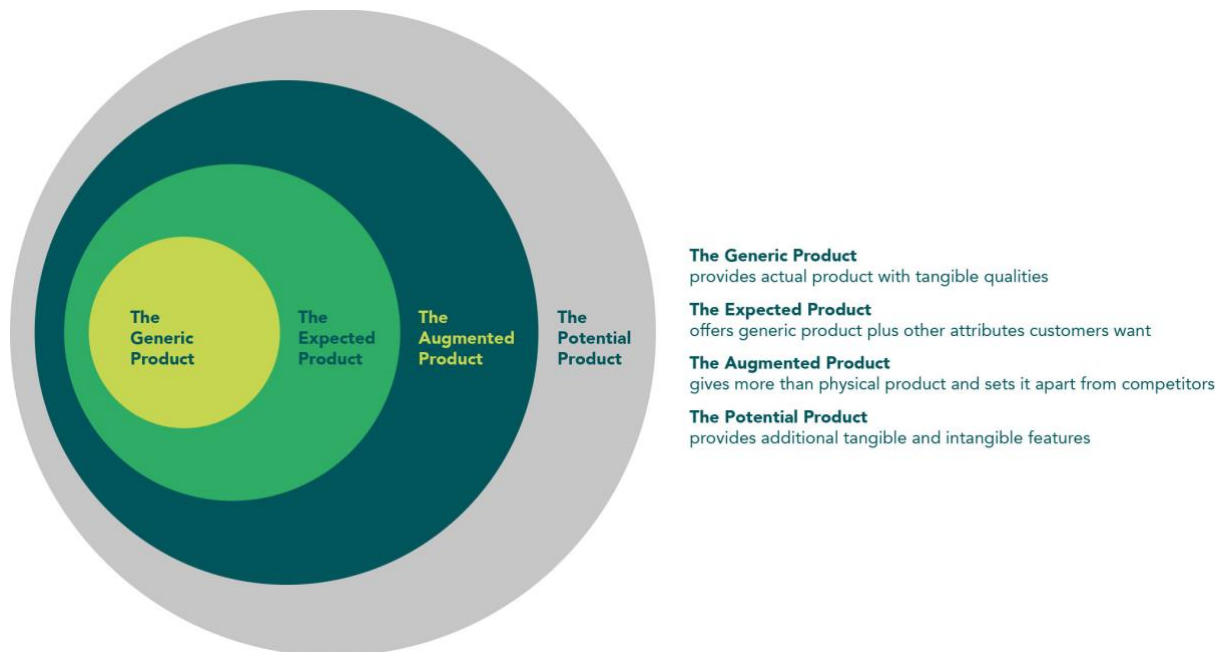 The
Generic
Product
The
Expected
Product
The
Augmented
Product
The
Potential
Product
The Generic Product
provides actual product with tangible qualities
The Expected Product
offers generic product plus other attributes customers want
The Augmented Product
gives more than physical product and sets it apart from competitors
The Potential Product
provides additional tangible and intangible features